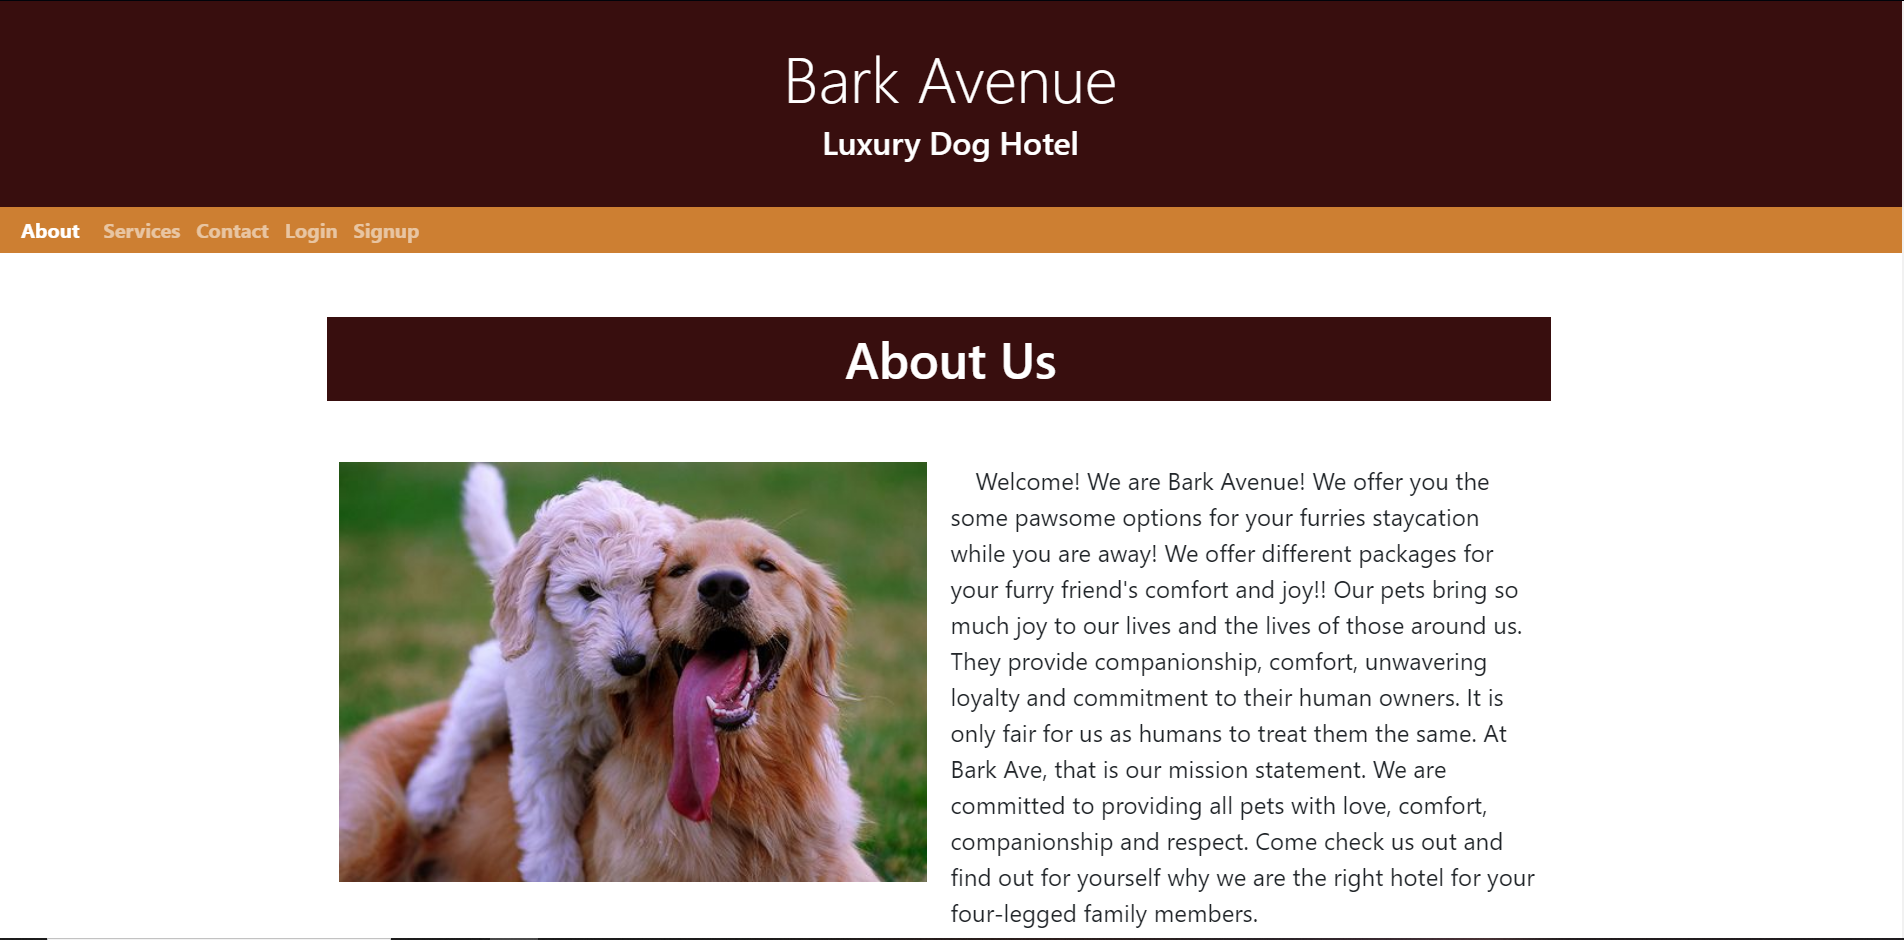 Bark Avenue
Luxury Dog Hotel
About Services Contact Login Signup
About Us
Welcome! We are Bark Avenue! We offer you the
some pawsome options for your furries staycation
while you are away! We offer different packages for
your furry friend's comfort and joy!! Our pets bring so
much joy to our lives and the lives of those around us.
They provide companionship, comfort, unwavering
loyalty and commitment to their human owners. It is
only fair for us as humans to treat them the same. At
Bark Ave, that is our mission statement. We are
committed to providing all pets with love, comfort,
companionship and respect. Come check us out and
find out for yourself why we are the right hotel for your
four-legged family members.